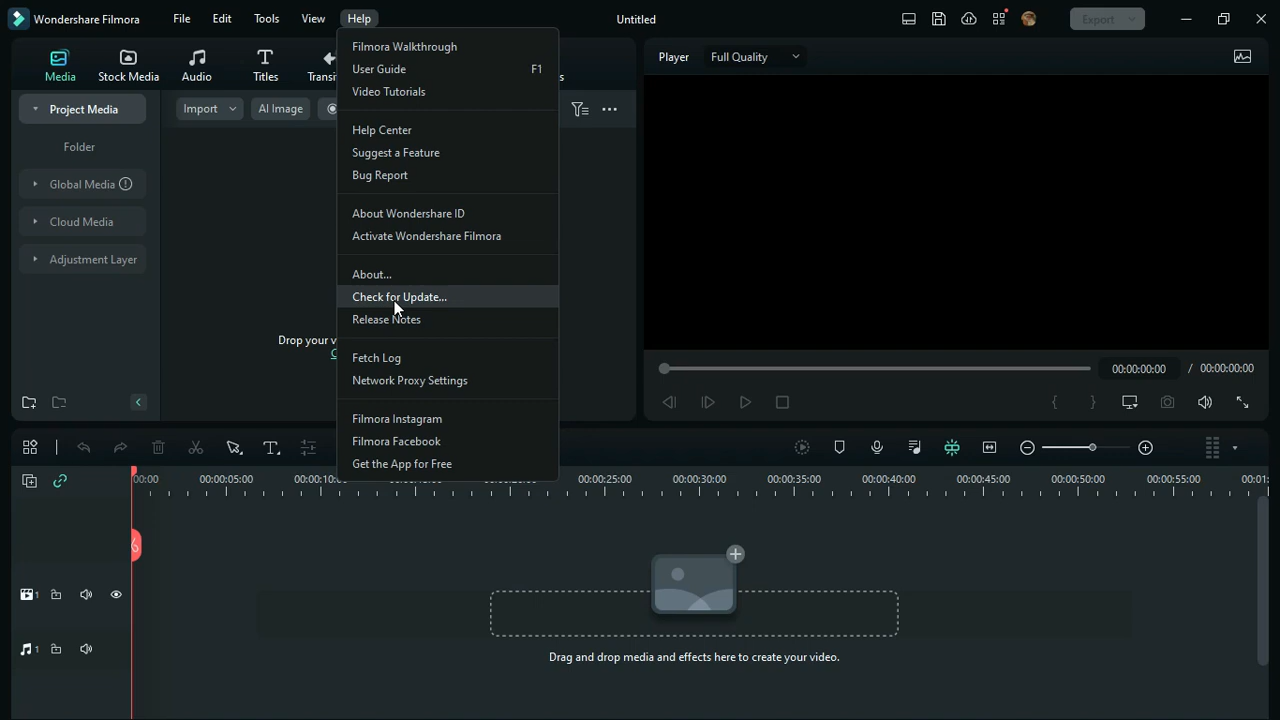 Wondershare Filmora
File
Edit
Tools
View
Help
Untitled
Export
Media
Stock Media
Audio
Titles
Transi
s
Filmora Walkthrough
User Guide F1
Video Tutorials
Help Center
Suggest a Feature
Bug Report
About Wondershare ID
Activate Wondershare Filmora
About...
Check for Update...
Release Notes
Fetch Log
Network Proxy Settings
Filmora Instagram
Filmora Facebook
Get the App for Free
Project Media
Folder
Global Media
Cloud Media
Adjustment Layer
Import
AI Image
Drop your v
Player
Full Quality
00:00:00:00 / 00:00:00:00
00:00
00:00:05:00
00:00:10:0
00:00:25:00
00:00:30:00
00:00:35:00
00:00:40:00
00:00:45:00
00:00:50:00
00:00:55:00
00:01:
1
1
Drag and drop media and effects here to create your video.